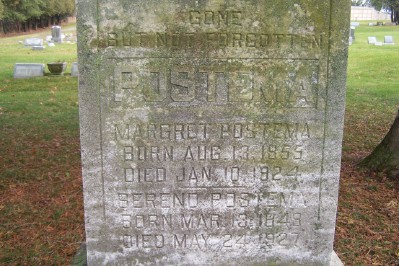 GONE
BUT NOT FORGOTTEN
POSTEMA
MARGRET POSTEMA
BORN AUG. 13. 1855
DIED JAN. 10. 1924
BEREND POSTEMA
BORN MAR. 13. 1848
DIED MAY. 24. 1927